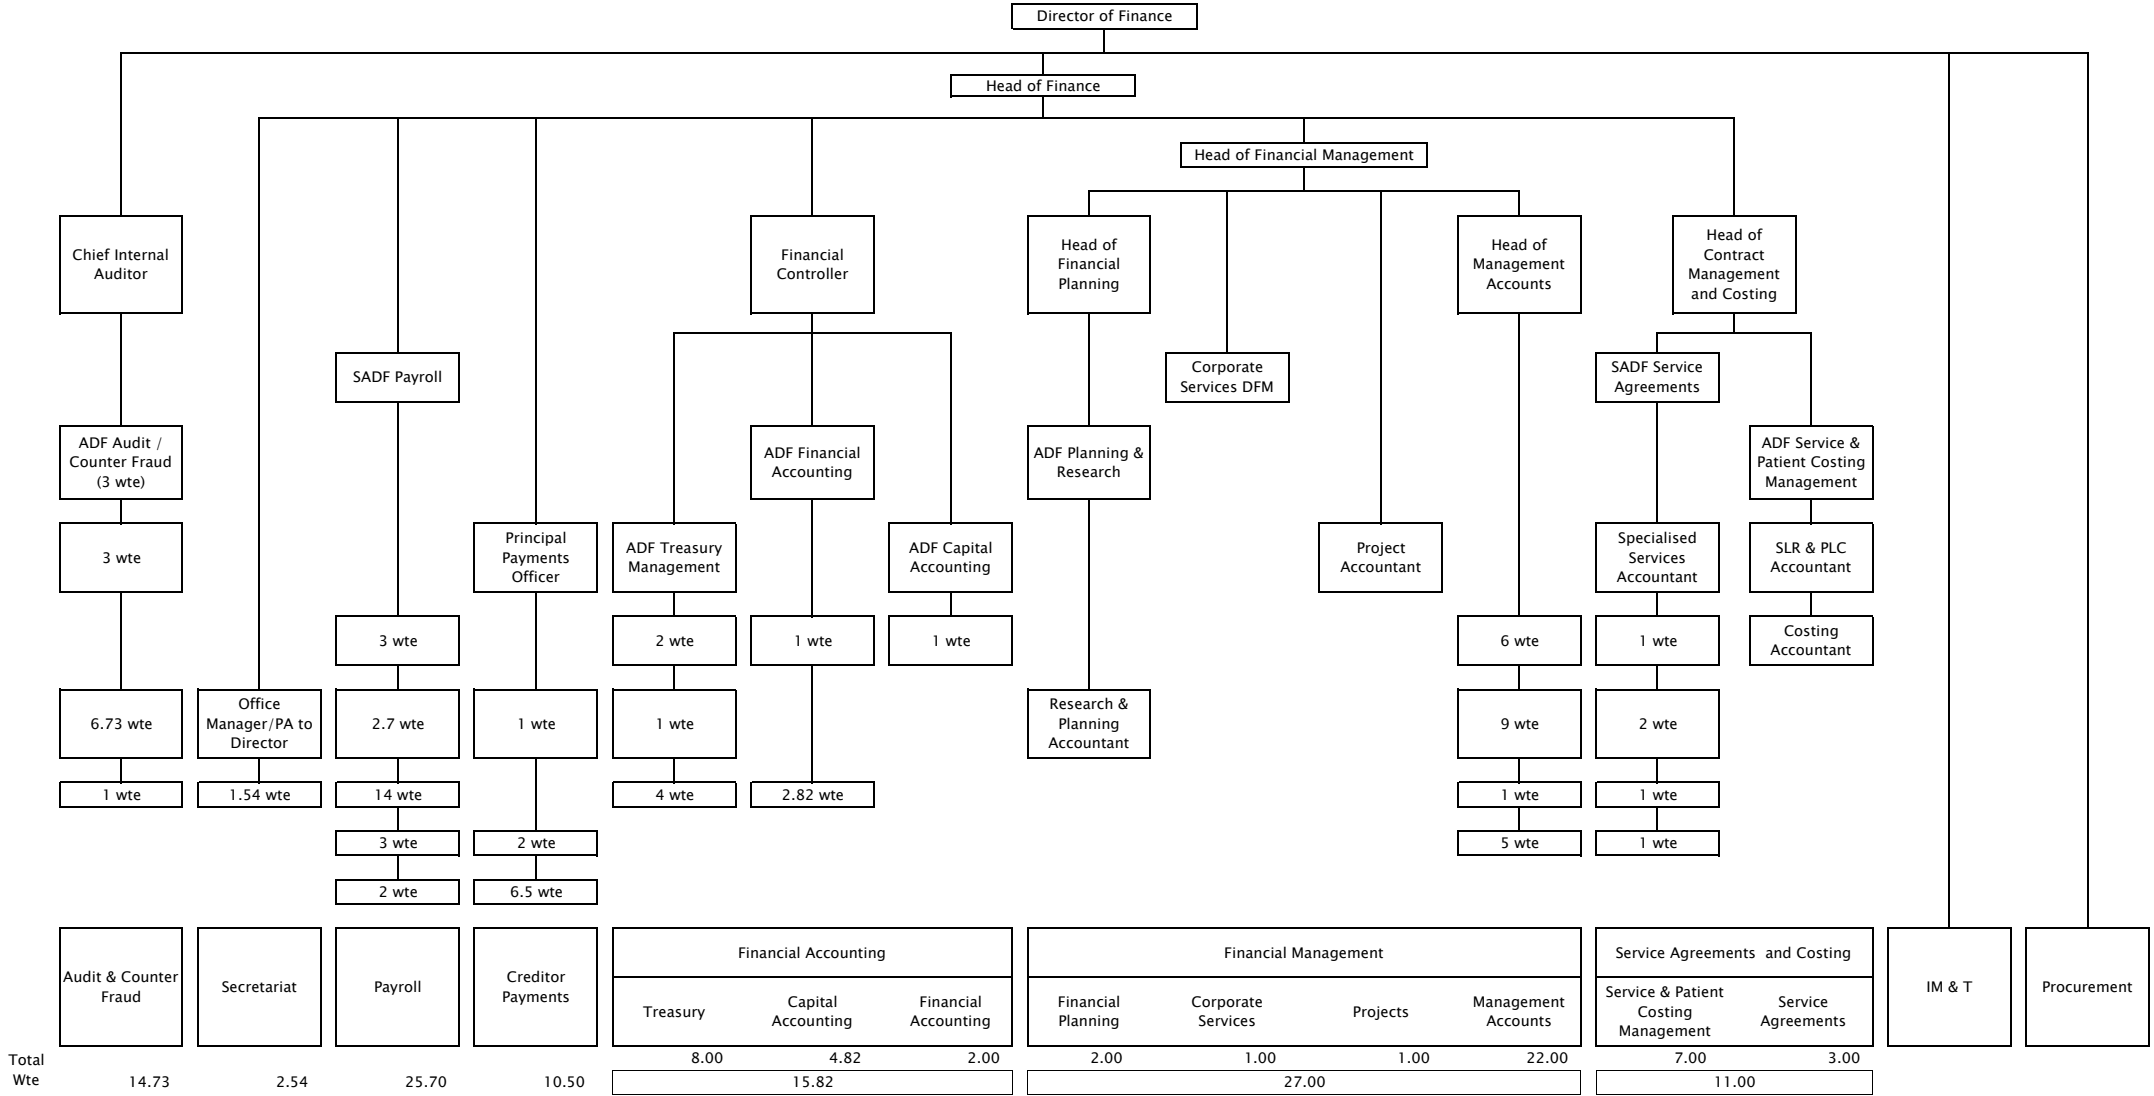 Director of Finance
Head of Finance
Head of Financial Management
Chief Internal
Auditor
Financial
Controller
Head of
Financial
Planning
Head of
Management
Accounts
Head of
Contract
Management
and Costing
SADF Payroll
Corporate
Services DFM
SADF Service
Agreements
ADF Audit /
Counter Fraud
(3 wte)
ADF Financial
Accounting
ADF Planning &
Research
ADF Service &
Patient Costing
Management
3 wte
Principal
Payments
Officer
ADF Treasury
Management
ADF Capital
Accounting
Project
Accountant
Specialised
Services
Accountant
SLR & PLC
Accountant
3 wte
2 wte
1 wte
1 wte
6 wte
1 wte
Costing
Accountant
6.73 wte
Office
Manager/PA to
Director
2.7 wte
1 wte
1 wte
Research &
Planning
Accountant
9 wte
2 wte
1 wte
1.54 wte
14 wte
4 wte
2.82 wte
1 wte
1 wte
3 wte
2 wte
5 wte
1 wte
2 wte
6.5 wte
Audit & Counter
Fraud
Secretariat
Payroll
Creditor
Payments
Financial Accounting
Treasury
Capital
Accounting
Financial
Accounting
Financial Management
Financial
Planning
Corporate
Services
Projects
Management
Accounts
Service Agreements and Costing
Service & Patient
Costing
Management
Service
Agreements
IM & T
Procurement
Total
Wte
8.00
4.82
2.00
2.00
1.00
1.00
22.00
7.00
3.00
14.73
2.54
25.70
10.50
15.82
27.00
11.00